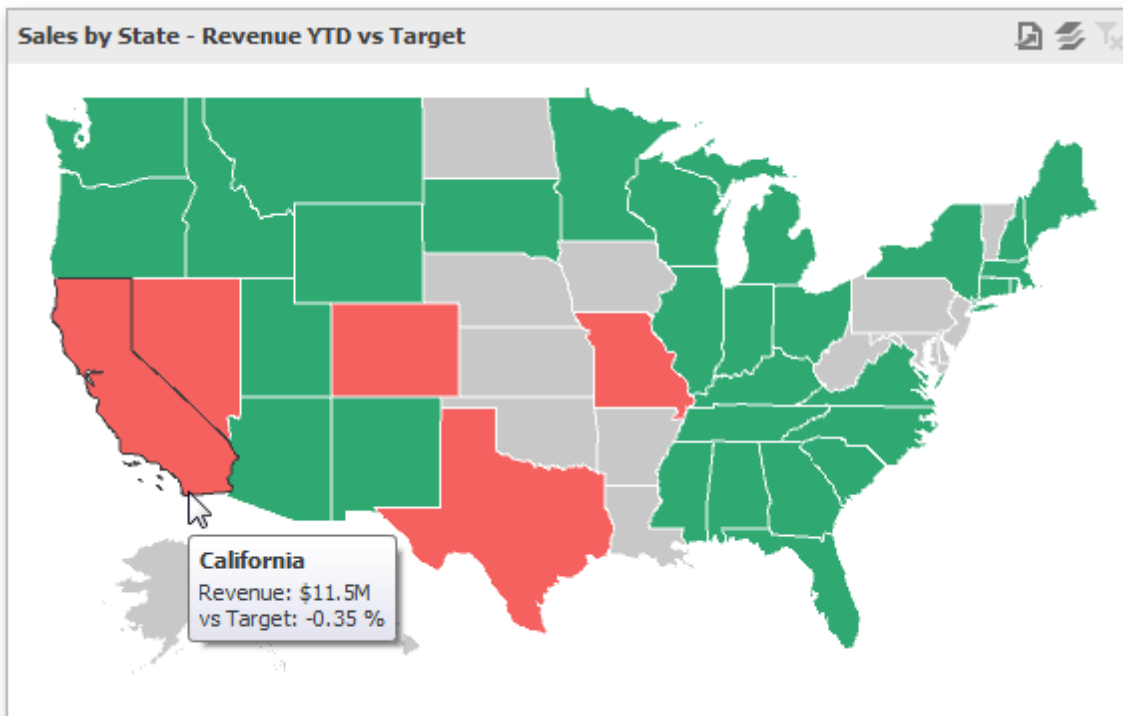 Sales by State - Revenue YTD vs Target
California
Revenue: $11.5M
vs Target: -0.35 %